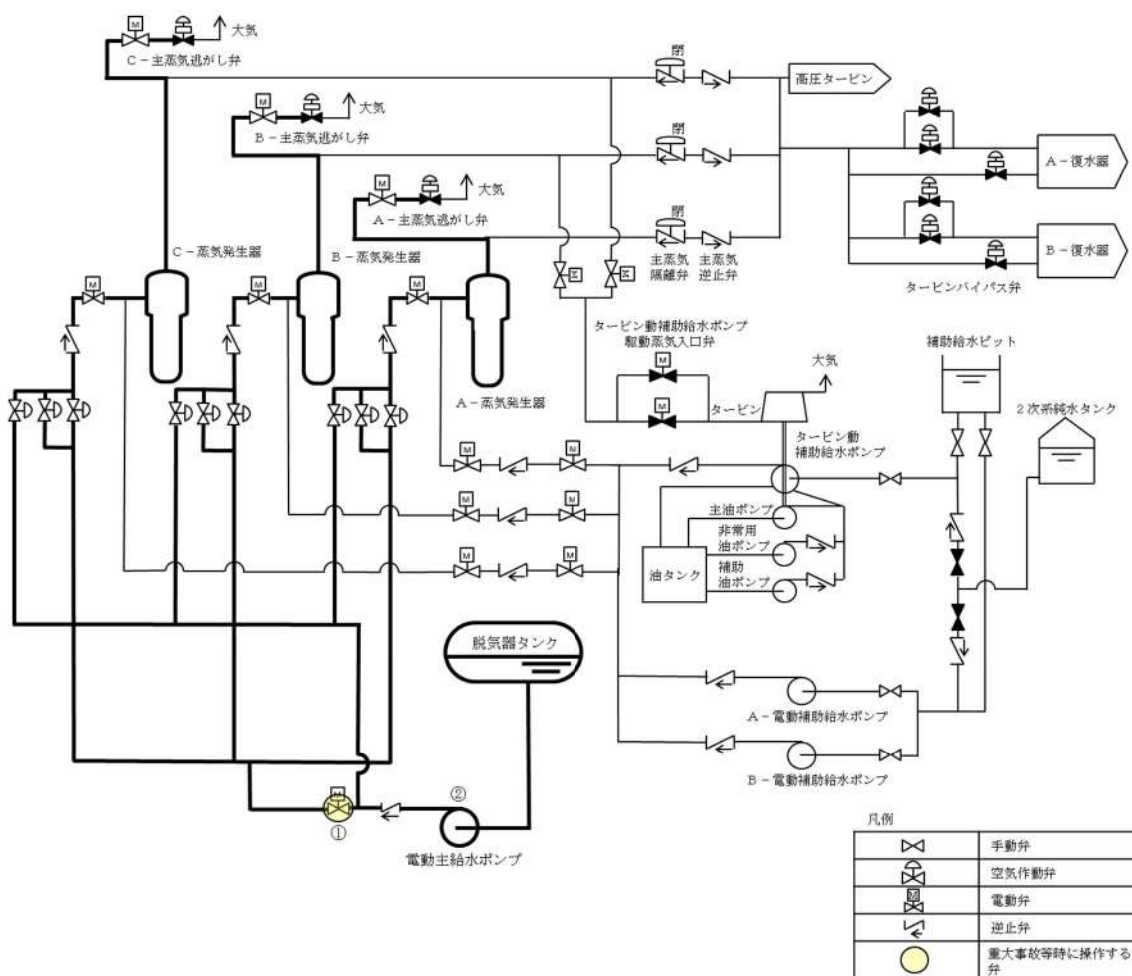 M
大気
C－主蒸気逃がし弁
M
大気
B－主蒸気逃がし弁
M
大気
A－主蒸気逃がし弁
閉
閉
閉
主蒸気
隔離弁
主蒸気
逆止弁
高圧タービン
A－復水器
B－復水器
タービンバイパス弁
C－蒸気発生器
B－蒸気発生器
A－蒸気発生器
M
M
M
M
M
タービン動補助給水ポンプ
駆動蒸気入口弁
M
M
タービン
大気
補助給水ピット
2次系純水タンク
タービン動
補助給水ポンプ
M
M
M
M
M
M
主油ポンプ
非常用
油ポンプ
補助
油ポンプ
油タンク
脱気器タンク
A－電動補助給水ポンプ
B－電動補助給水ポンプ
M
①
②
電動主給水ポンプ
凡例
手動弁
空気作動弁
M
電動弁
逆止弁
重大事故等時に操作する
弁